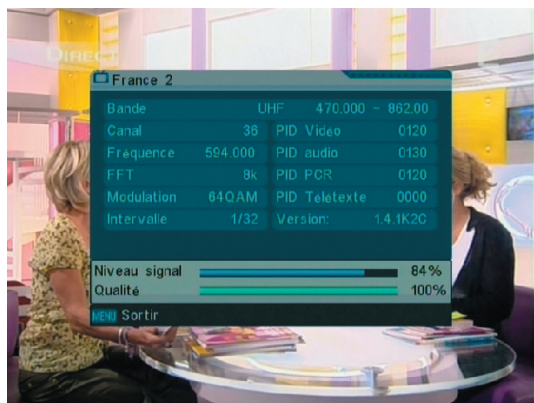 DIRECT
France 2
Bande UHF 470.000 - 862.00
Canal 36 PID Vidéo 0120
Fréquence 594.000 PID audio 0130
FFT 8k PID PCR 0120
Modulation 64QAM PID Télétexte 0000
Intervalle 1/32 Version: 1.4.1K2C
Niveau signal 84%
Qualité 100%
MENU Sortir